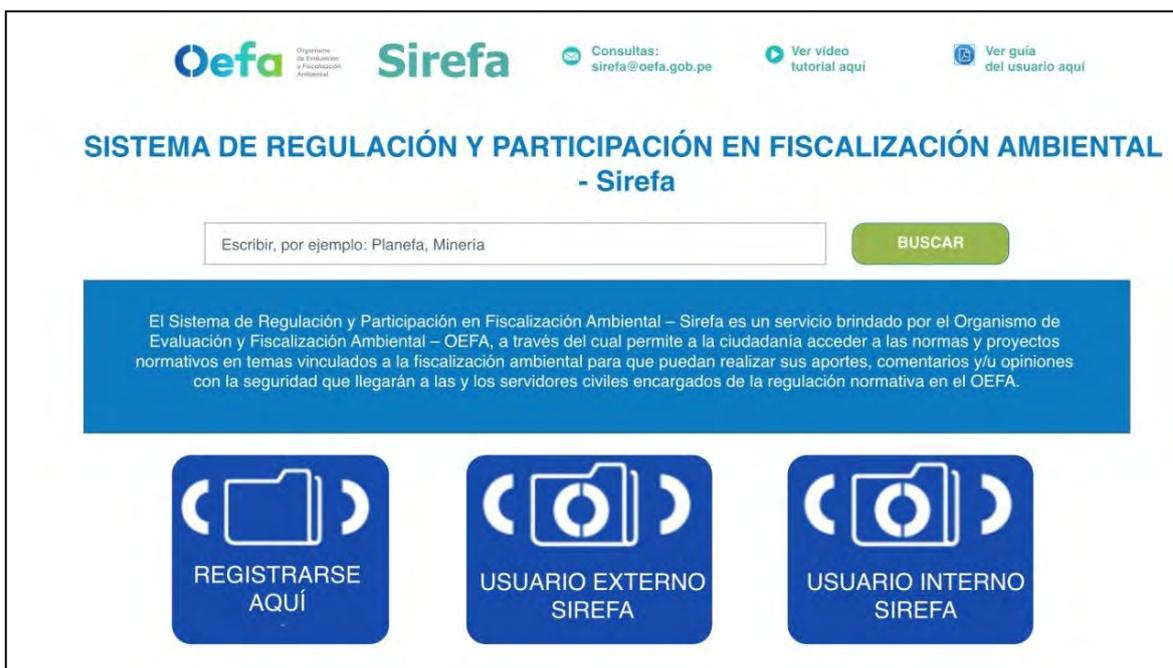 Oefa
Organismo
de Evaluación
y Fiscalización
Ambiental
Sirefa
Consultas:
sirefa@oefa.gob.pe
Ver vídeo
tutorial aquí
Ver guía
del usuario aquí
SISTEMA DE REGULACIÓN Y PARTICIPACIÓN EN FISCALIZACIÓN AMBIENTAL
- Sirefa
Escribir, por ejemplo: Planefa, Minería
BUSCAR
El Sistema de Regulación y Participación en Fiscalización Ambiental – Sirefa es un servicio brindado por el Organismo de
Evaluación y Fiscalización Ambiental – OEFA, a través del cual permite a la ciudadanía acceder a las normas y proyectos
normativos en temas vinculados a la fiscalización ambiental para que puedan realizar sus aportes, comentarios y/u opiniones
con la seguridad que llegarán a las y los servidores civiles encargados de la regulación normativa en el OEFA.
REGISTRARSE
AQUÍ
USUARIO EXTERNO
SIREFA
USUARIO INTERNO
SIREFA